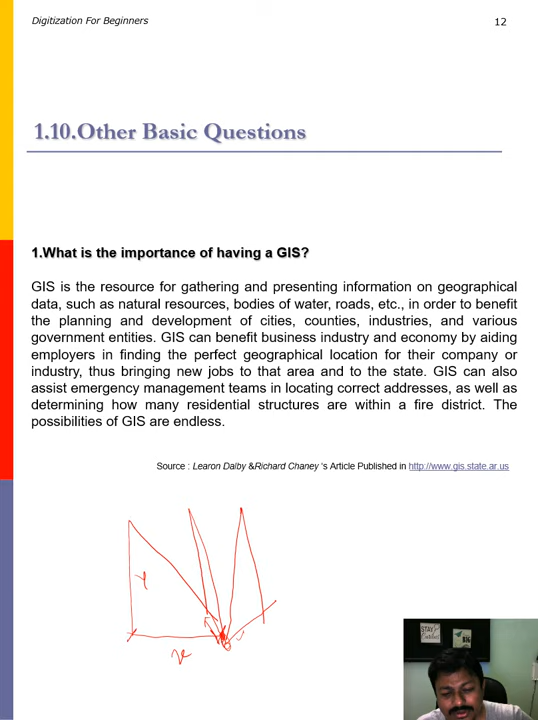 Digitization For Beginners
12
1.10.Other Basic Questions
1.What is the importance of having a GIS?
GIS is the resource for gathering and presenting information on geographical
data, such as natural resources, bodies of water, roads, etc., in order to benefit
the planning and development of cities, counties, industries, and various
government entities. GIS can benefit business industry and economy by aiding
employers in finding the perfect geographical location for their company or
industry, thus bringing new jobs to that area and to the state. GIS can also
assist emergency management teams in locating correct addresses, as well as
determining how many residential structures are within a fire district. The
possibilities of GIS are endless.
Source : Learon Dalby &Richard Chaney 's Article Published in http://www.gis.state.ar.us
Y
x
STAY